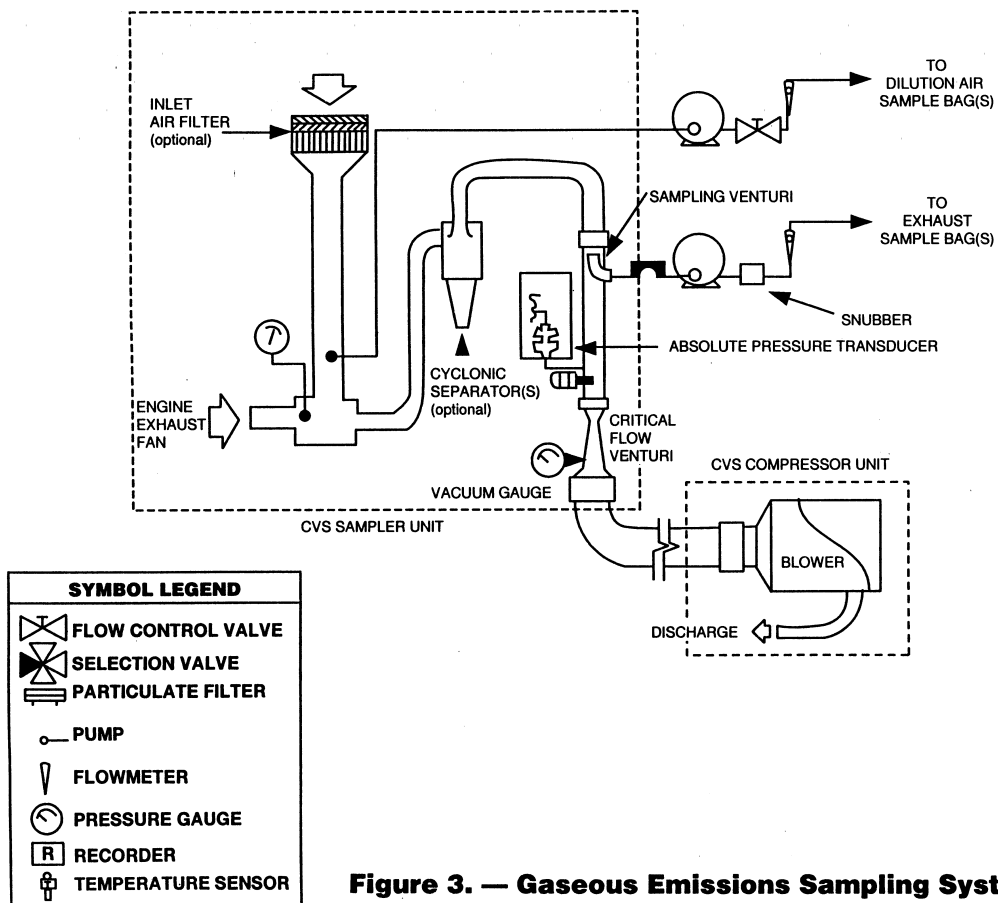 TO
DILUTION AIR
SAMPLE BAG(S)
INLET
AIR FILTER
(optional)
SAMPLING VENTURI
TO
EXHAUST
SAMPLE BAG(S)
SNUBBER
ABSOLUTE PRESSURE TRANSDUCER
CYCLONIC
SEPARATOR(S)
(optional)
ENGINE
EXHAUST
FAN
CRITICAL
FLOW
VENTURI
VACUUM GAUGE
CVS COMPRESSOR UNIT
CVS SAMPLER UNIT
BLOWER
DISCHARGE
SYMBOL LEGEND
FLOW CONTROL VALVE
SELECTION VALVE
PARTICULATE FILTER
PUMP
FLOWMETER
PRESSURE GAUGE
R RECORDER
TEMPERATURE SENSOR
Figure 3. — Gaseous Emissions Sampling Syst